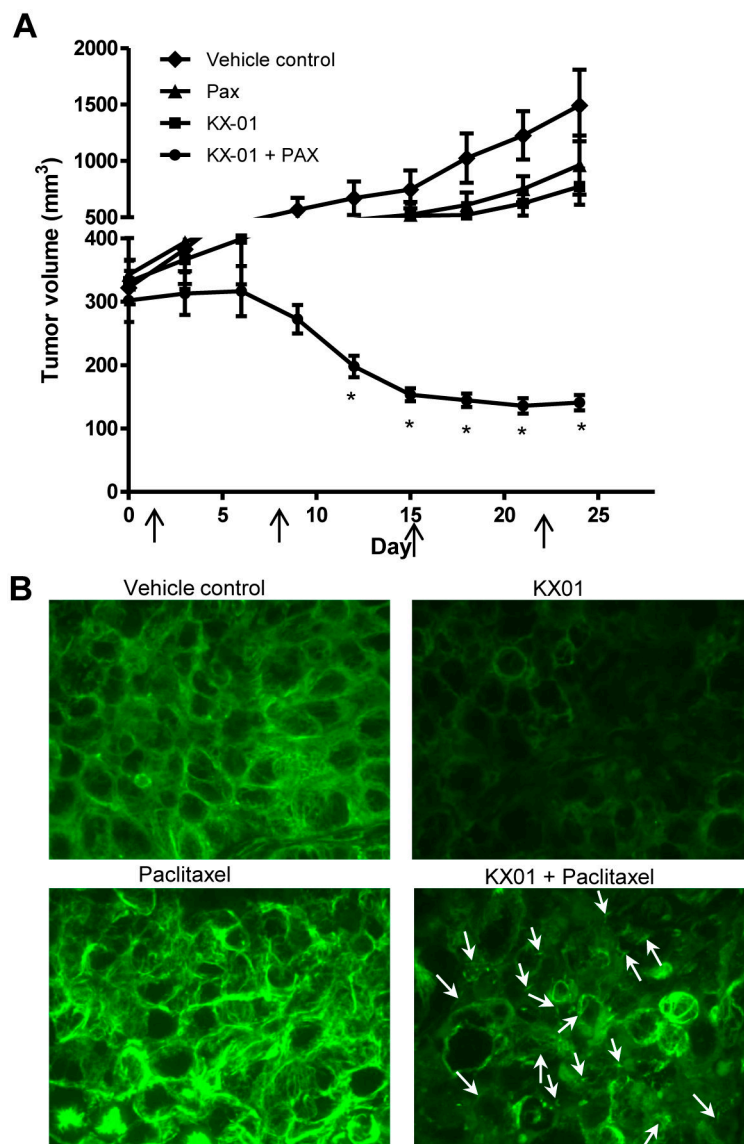 A
2000
1500
1000
500
400
300
200
100
0
Tumor volume (mm3)
Vehicle control
Pax
KX-01
KX-01 + PAX
* * * * *
0 5 10 15 20 25
Day
B
Vehicle control KX01
Paclitaxel KX01 + Paclitaxel